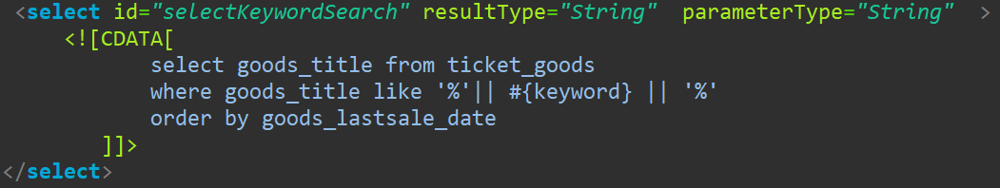 <select id="selectKeywordSearch" resultType="String"  parameterType="String"  >
<![CDATA[
select goods_title from ticket_goods
where goods_title like '%'|| #{keyword} || '%'
order by goods_lastsale_date
]]>
</select>